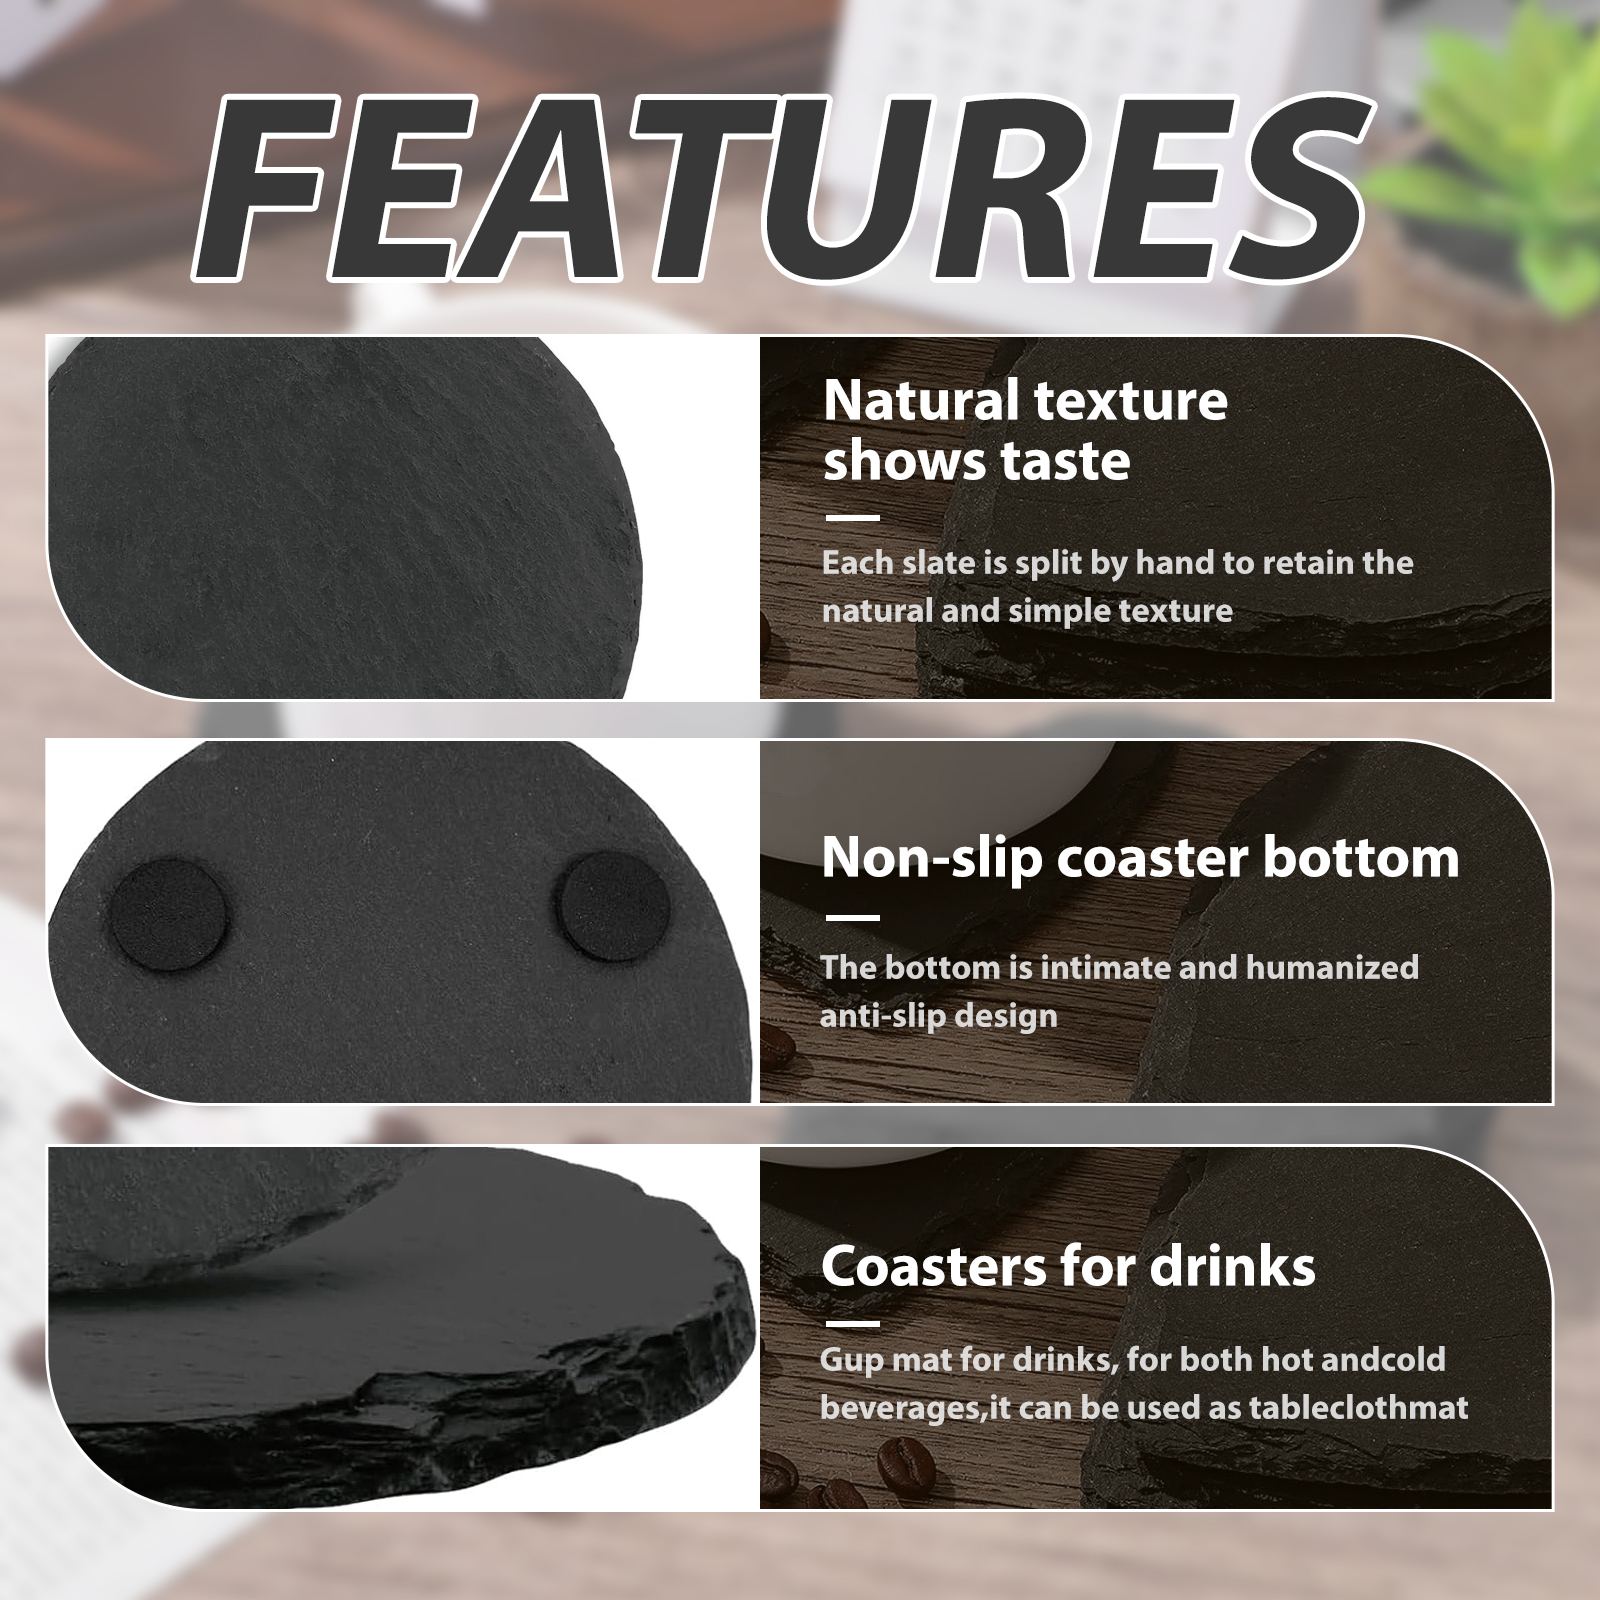 FEATURES
Natural texture
shows taste
Each slate is split by hand to retain the
natural and simple texture
Non-slip coaster bottom
The bottom is intimate and humanized
anti-slip design
Coasters for drinks
Gup mat for drinks, for both hot andcold
beverages,it can be used as tableclothmat